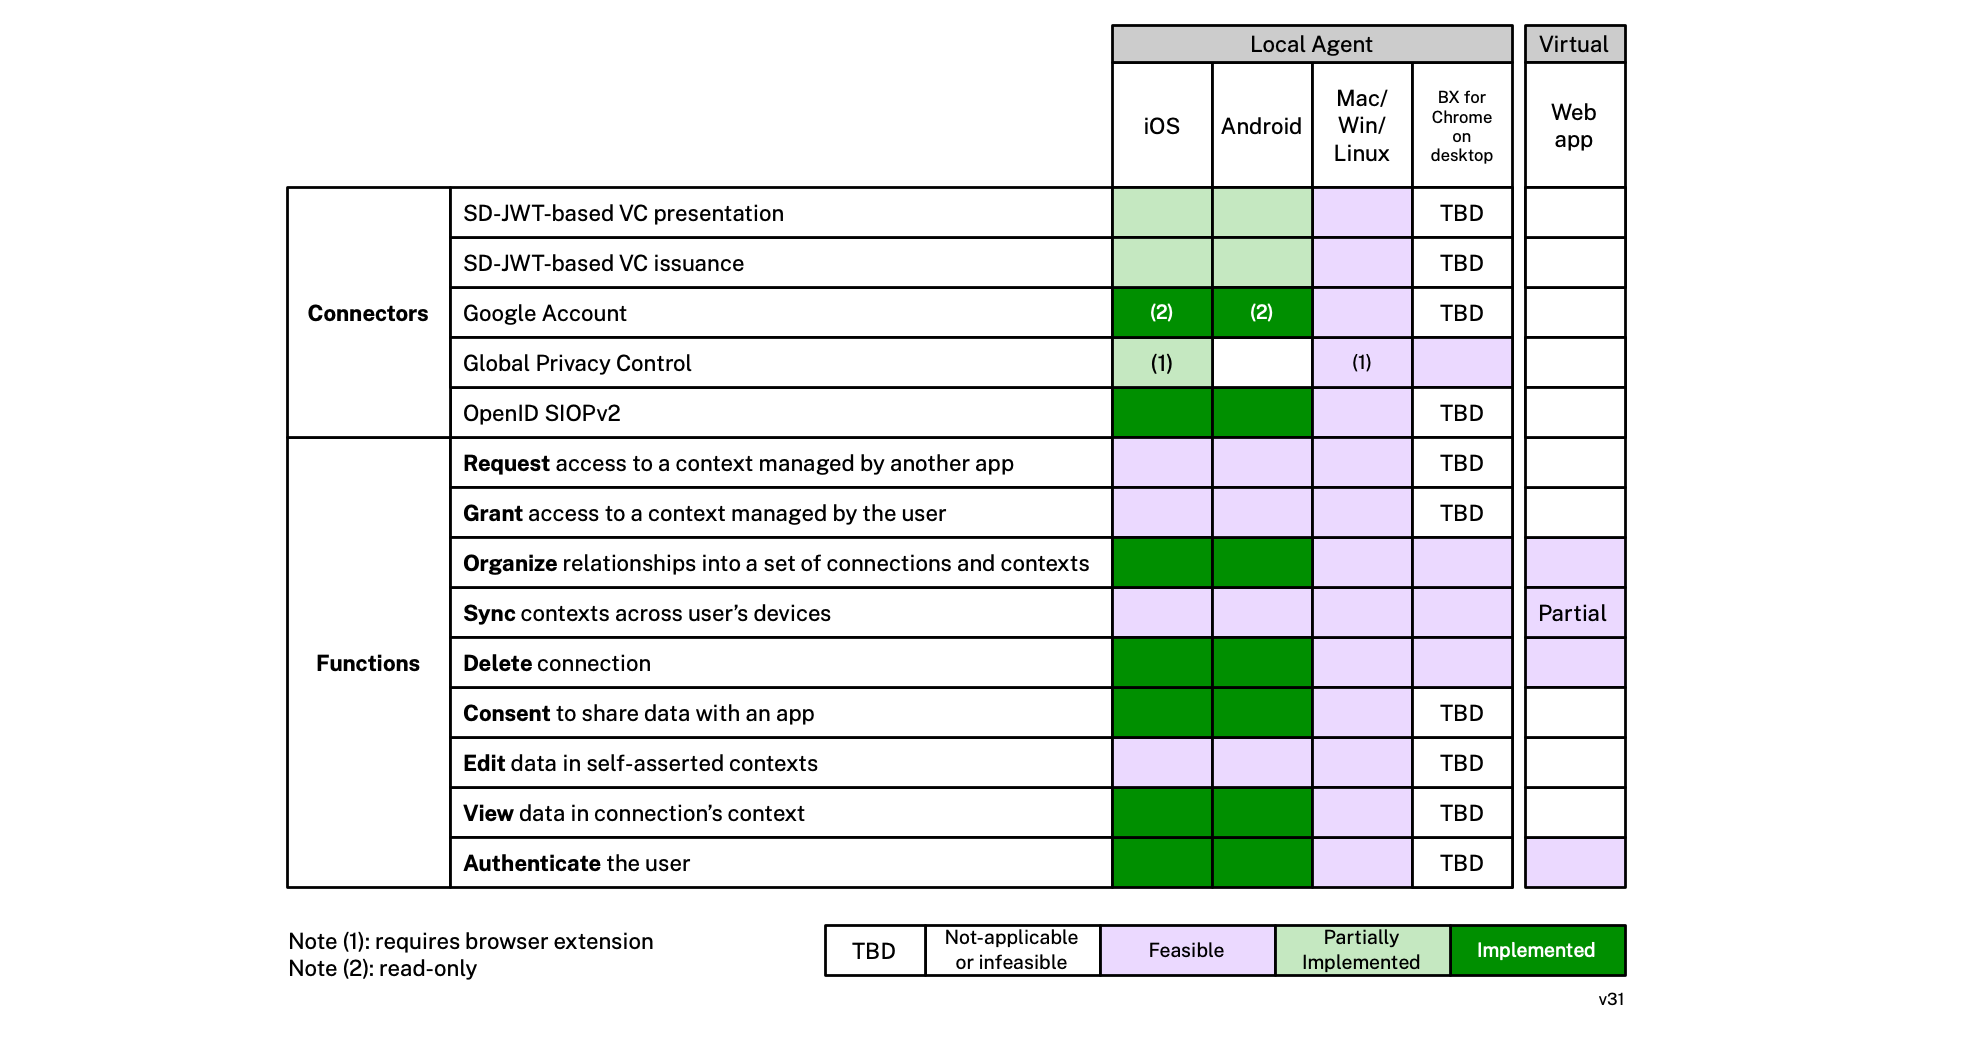 Local Agent
Virtual
iOS
Android
Mac/
Win/
Linux
BX for
Chrome
on
desktop
Web
app
Connectors
SD-JWT-based VC presentation
TBD
SD-JWT-based VC issuance
TBD
Google Account
(2)
(2)
TBD
Global Privacy Control
(1)
(1)
OpenID SIOPv2
TBD
Functions
Request access to a context managed by another app
TBD
Grant access to a context managed by the user
TBD
Organize relationships into a set of connections and contexts
Sync contexts across user’s devices
Partial
Delete connection
Consent to share data with an app
TBD
Edit data in self-asserted contexts
TBD
View data in connection’s context
TBD
Authenticate the user
TBD
Note (1): requires browser extension
Note (2): read-only
TBD
Not-applicable
or infeasible
Feasible
Partially
Implemented
Implemented
v31